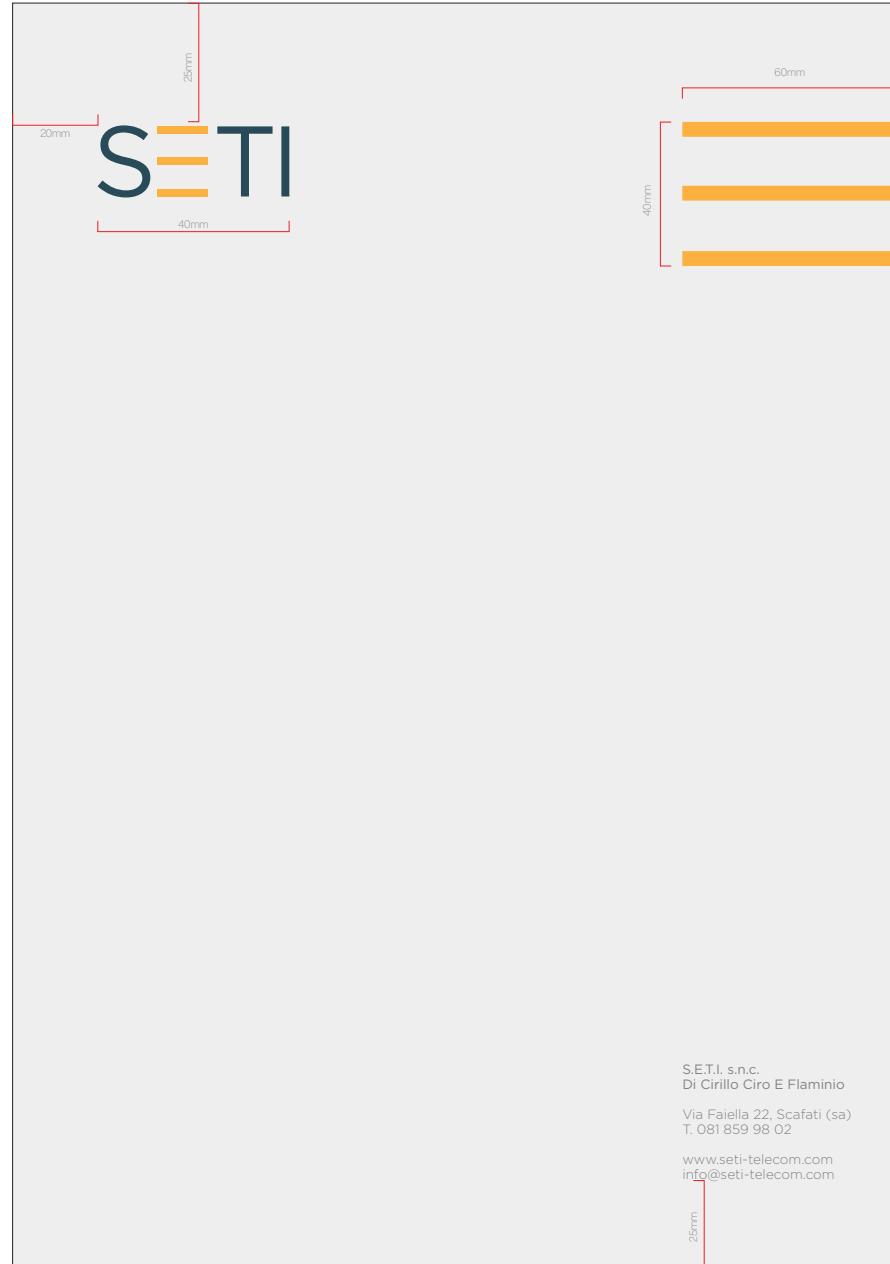 25mm
60mm
20mm
SETI
40mm
40mm
S.E.T.I. s.n.c.
Di Cirillo Ciro E Flaminio
Via Faiella 22, Scafati (sa)
T. 081 859 98 02
www.seti-telecom.com
info@seti-telecom.com
25mm